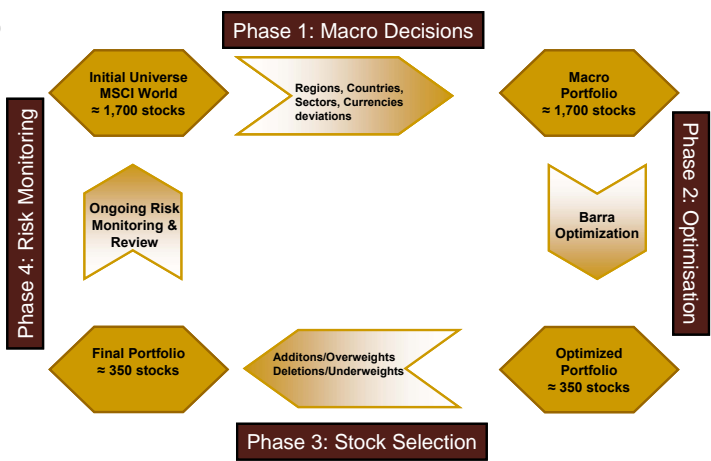 Phase 1: Macro Decisions
Initial Universe
MSCI World
≈ 1,700 stocks
Regions, Countries,
Sectors, Currencies
deviations
Macro
Portfolio
≈ 1,700 stocks
Phase 2: Optimisation
Barra
Optimization
Optimized
Portfolio
≈ 350 stocks
Additons/Overweights
Deletions/Underweights
Phase 3: Stock Selection
Final Portfolio
≈ 350 stocks
Ongoing Risk
Monitoring &
Review
Phase 4: Risk Monitoring